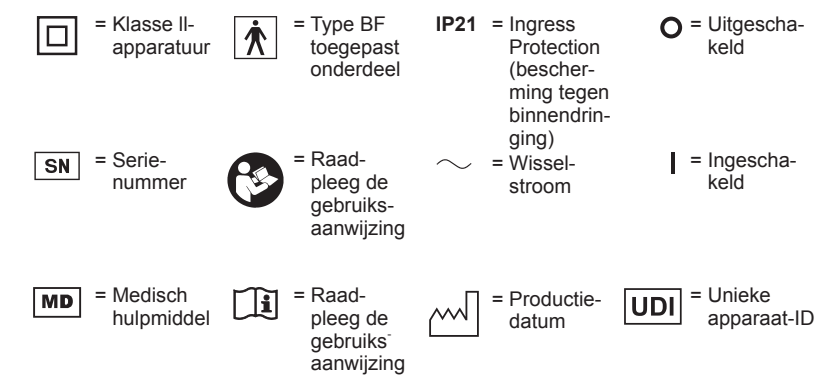 = Klasse II-
apparatuur
= Type BF
toegepast
onderdeel
IP21 = Ingress
Protection
(bescher-
ming tegen
binnendrin-
ging)
= Uitgescha-
keld
SN = Serie-
nummer
= Raad-
pleeg de
gebruiks-
aanwijzing
= Wissel-
stroom
= Ingescha-
keld
MD = Medisch
hulpmiddel
= Raad-
pleeg de
gebruiks-
aanwijzing
= Productie-
datum
UDI = Unieke
apparaat-ID